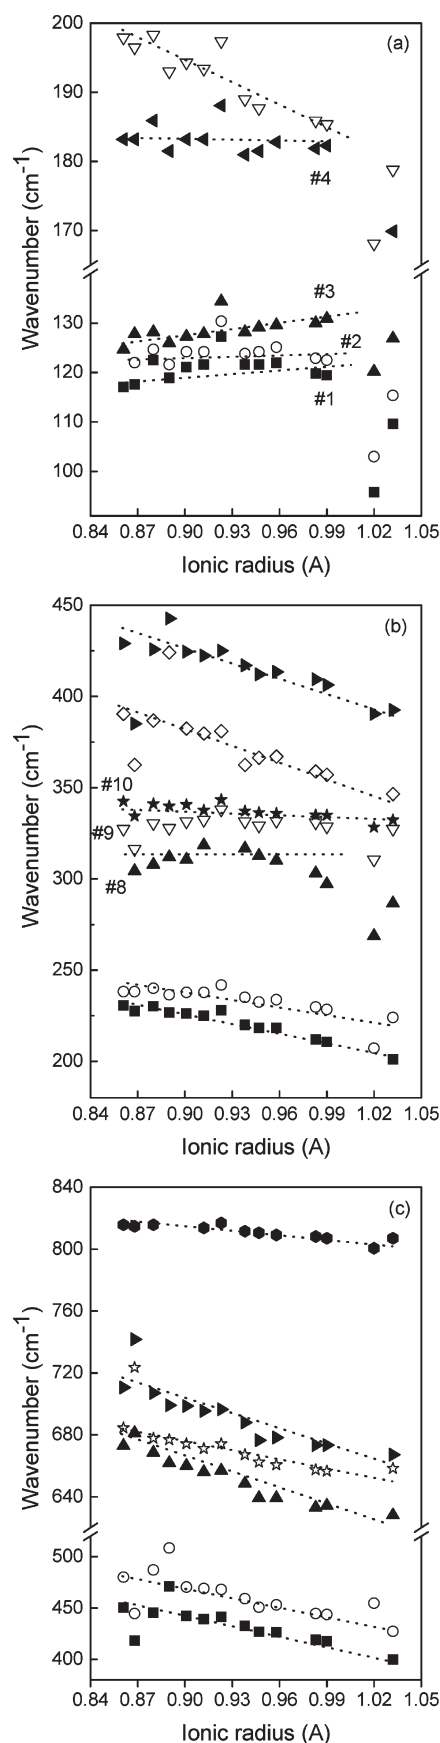 (a)
200
190
180
170
130
120
110
100
#4
#3
#2
#1
Wavenumber (cm-1)
0.84 0.87 0.90 0.93 0.96 0.99 1.02 1.05
Ionic radius (A)
(b)
450
400
350
300
250
200
#10
#9
#8
Wavenumber (cm-1)
0.84 0.87 0.90 0.93 0.96 0.99 1.02 1.05
Ionic radius (A)
(c)
840
800
760
720
680
640
500
450
400
Wavenumber (cm-1)
0.84 0.87 0.90 0.93 0.96 0.99 1.02 1.05
Ionic radius (A)